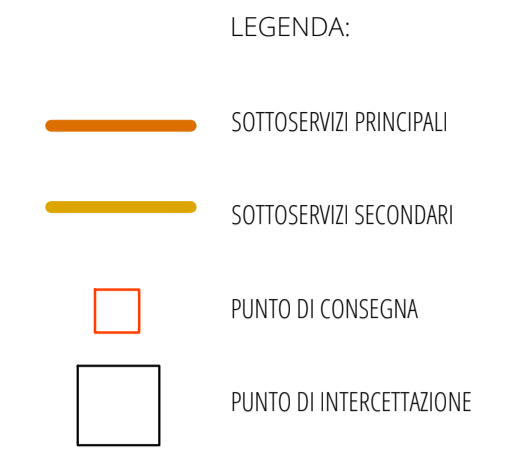 LEGENDA:
SOTTOSERVIZI PRINCIPALI
SOTTOSERVIZI SECONDARI
PUNTO DI CONSEGNA
PUNTO DI INTERCETTAZIONE